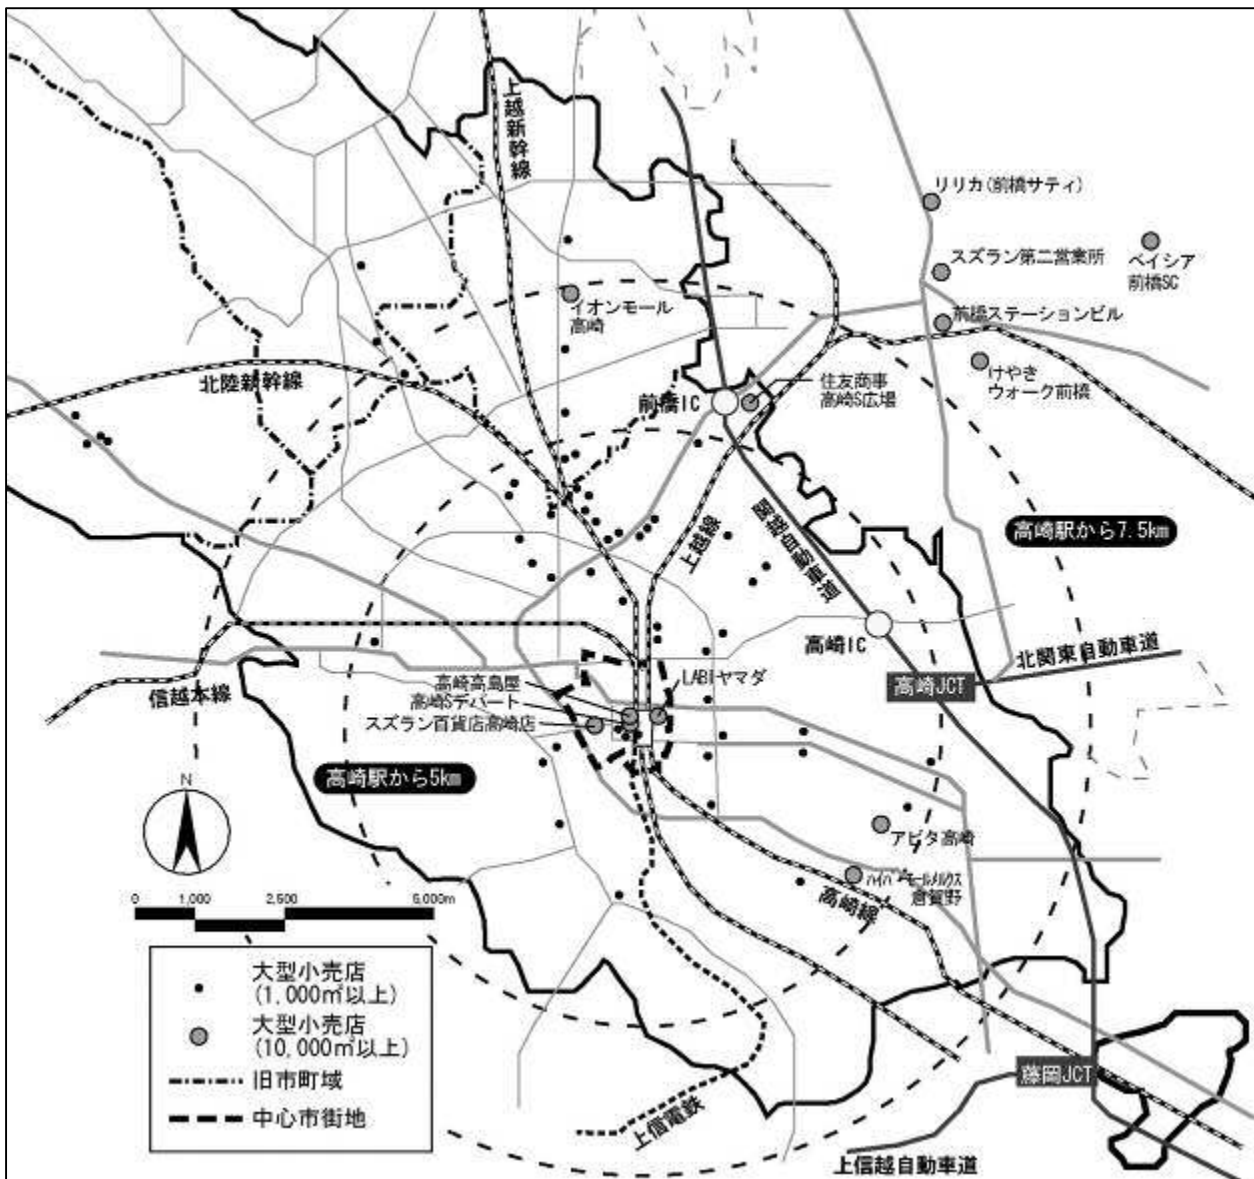 上越新幹線
リリカ(前橋サティ)
スズラン第二営業所
ベイシア
前橋SC
イオンモール
高崎
前橋ステーションビル
北陸新幹線
けやき
ウォーク前橋
住友商事
高崎S広場
前橋IC
高崎駅から7.5km
上越線
関越自動車道
高崎IC
北関東自動車道
高崎JCT
信越本線
高崎高島屋
高崎Sデパート
スズラン百貨店高崎店
LABIヤマダ
高崎駅から5km
N
アピタ高崎
倉賀野
高崎線
0 1,000 2,500 5,000m
大型小売店
(1,000㎡以上)
大型小売店
(10,000㎡以上)
旧市町域
中心市街地
藤岡JCT
上信電鉄
上信越自動車道